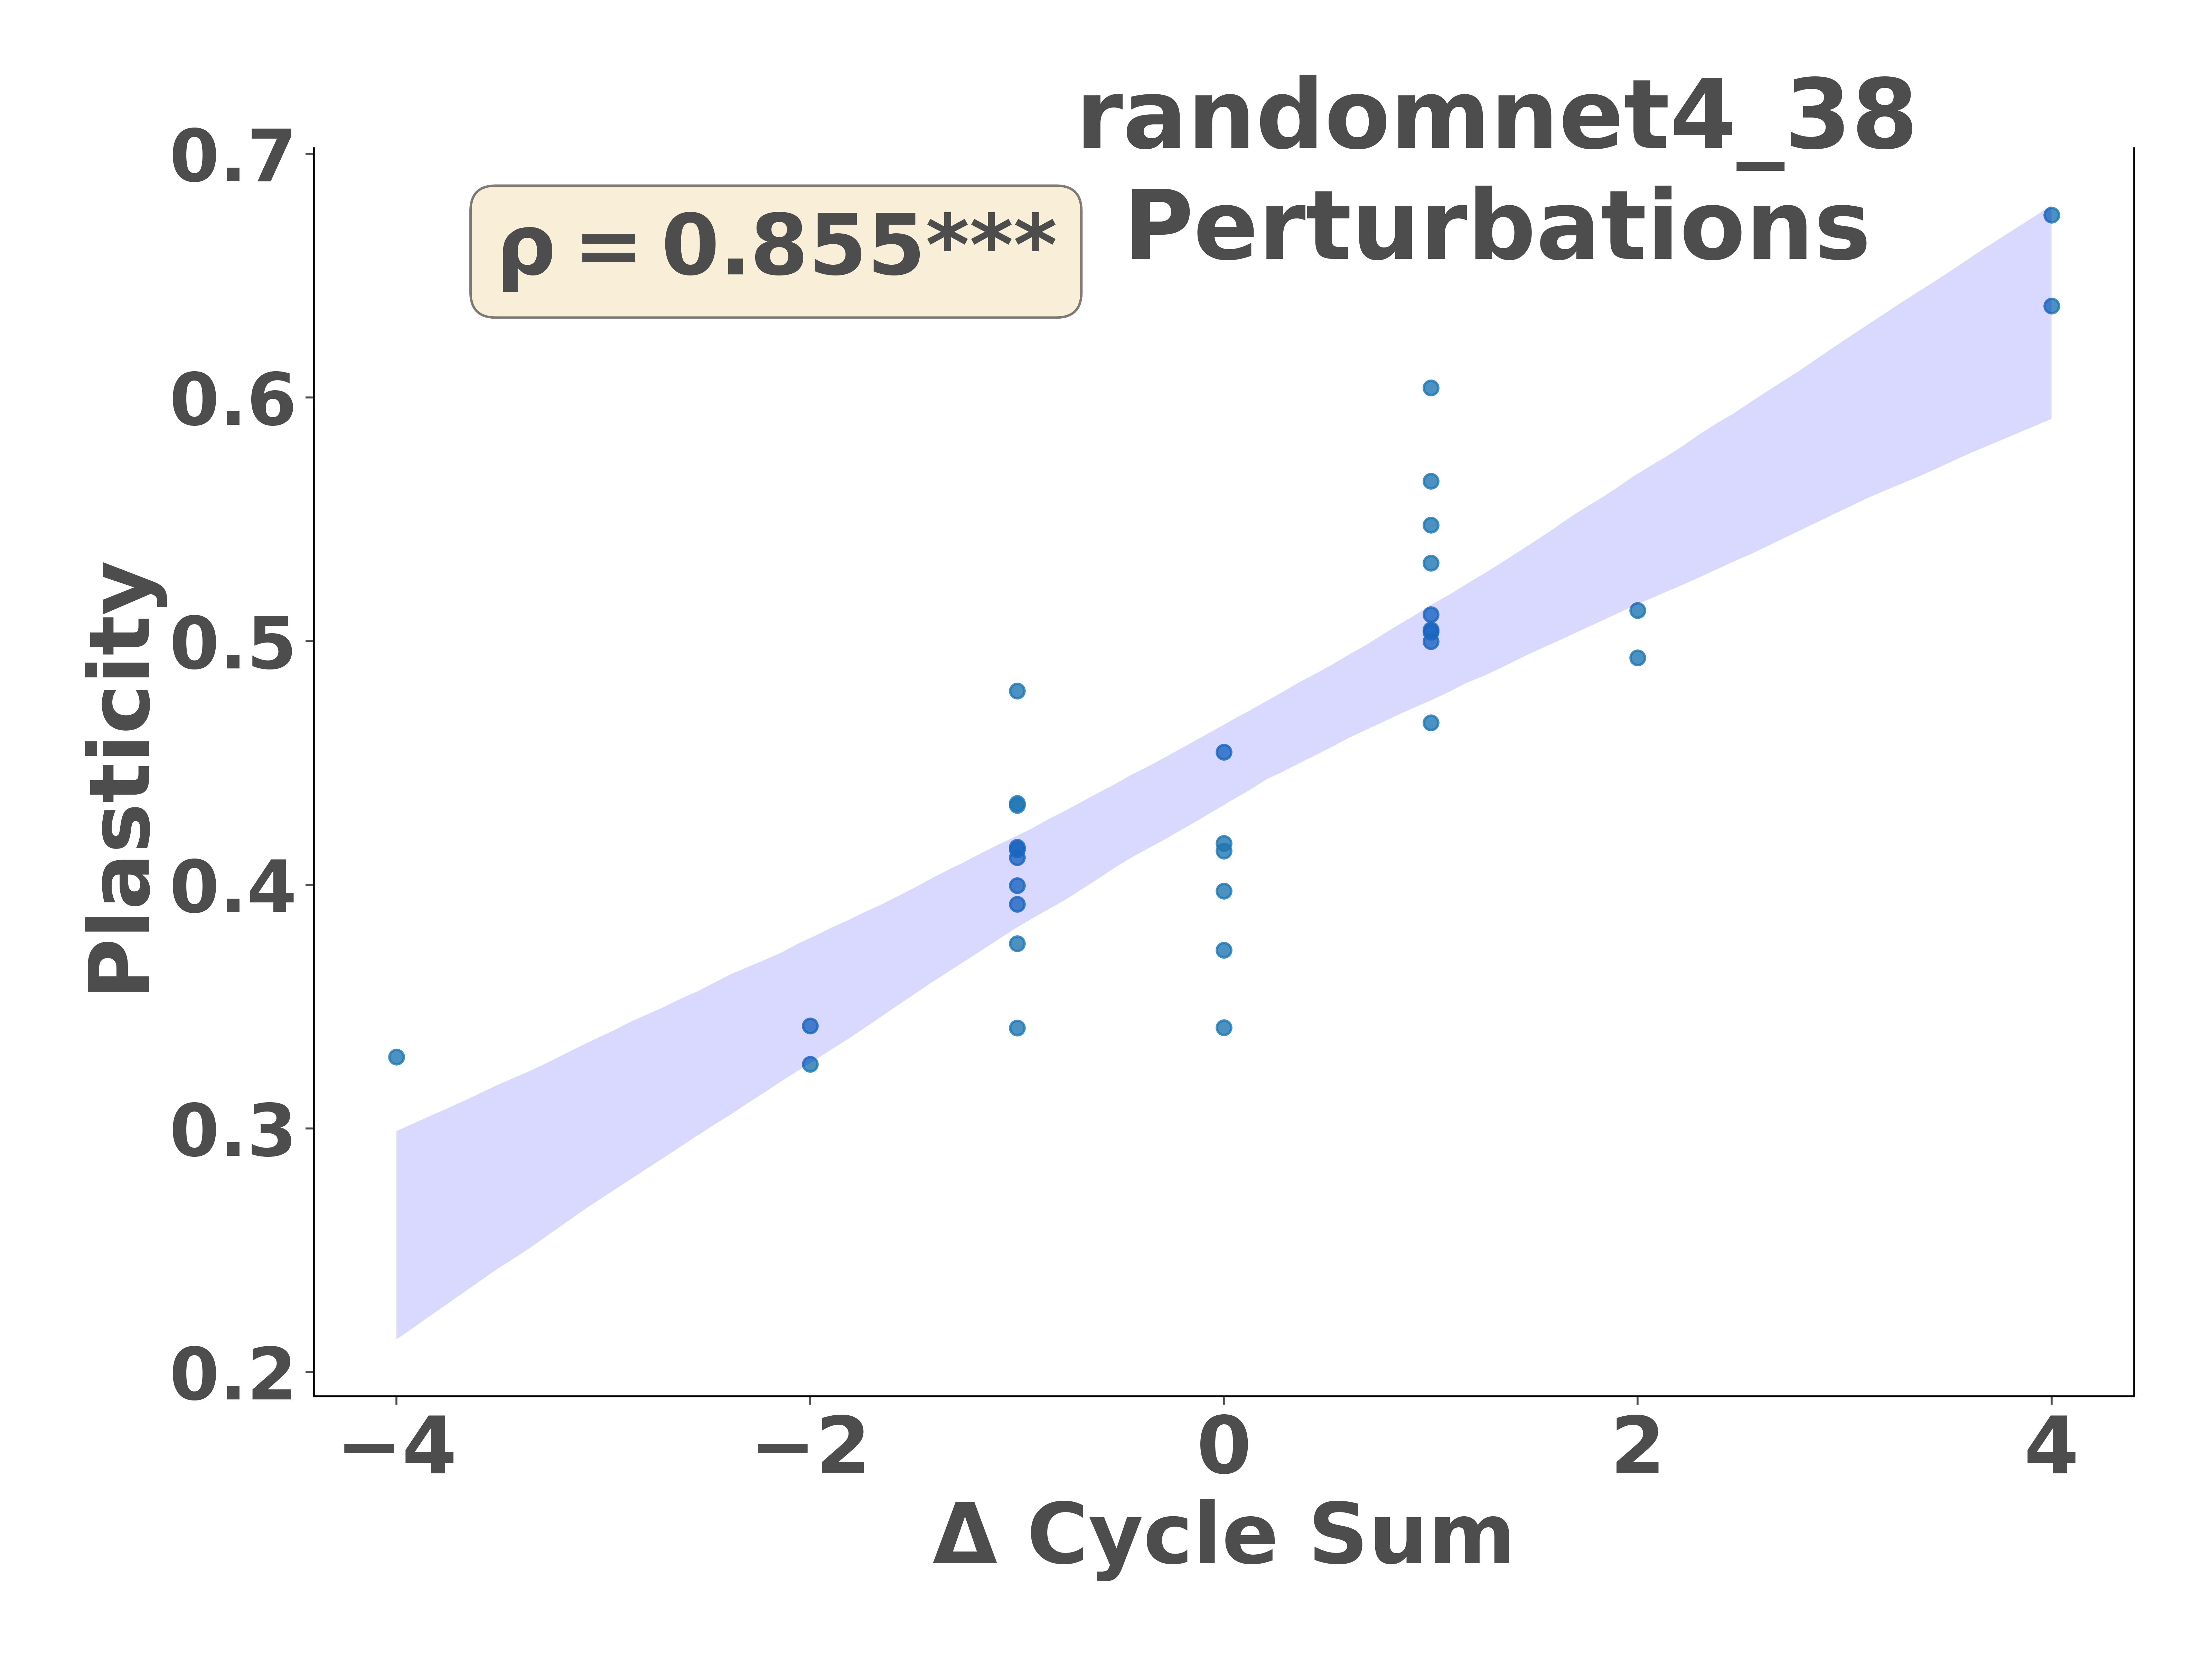 randomnet4_38
Perturbations
ρ = 0.855***
Plasticity
0.7
0.6
0.5
0.4
0.3
0.2
−4
−2
0
2
4
Δ Cycle Sum